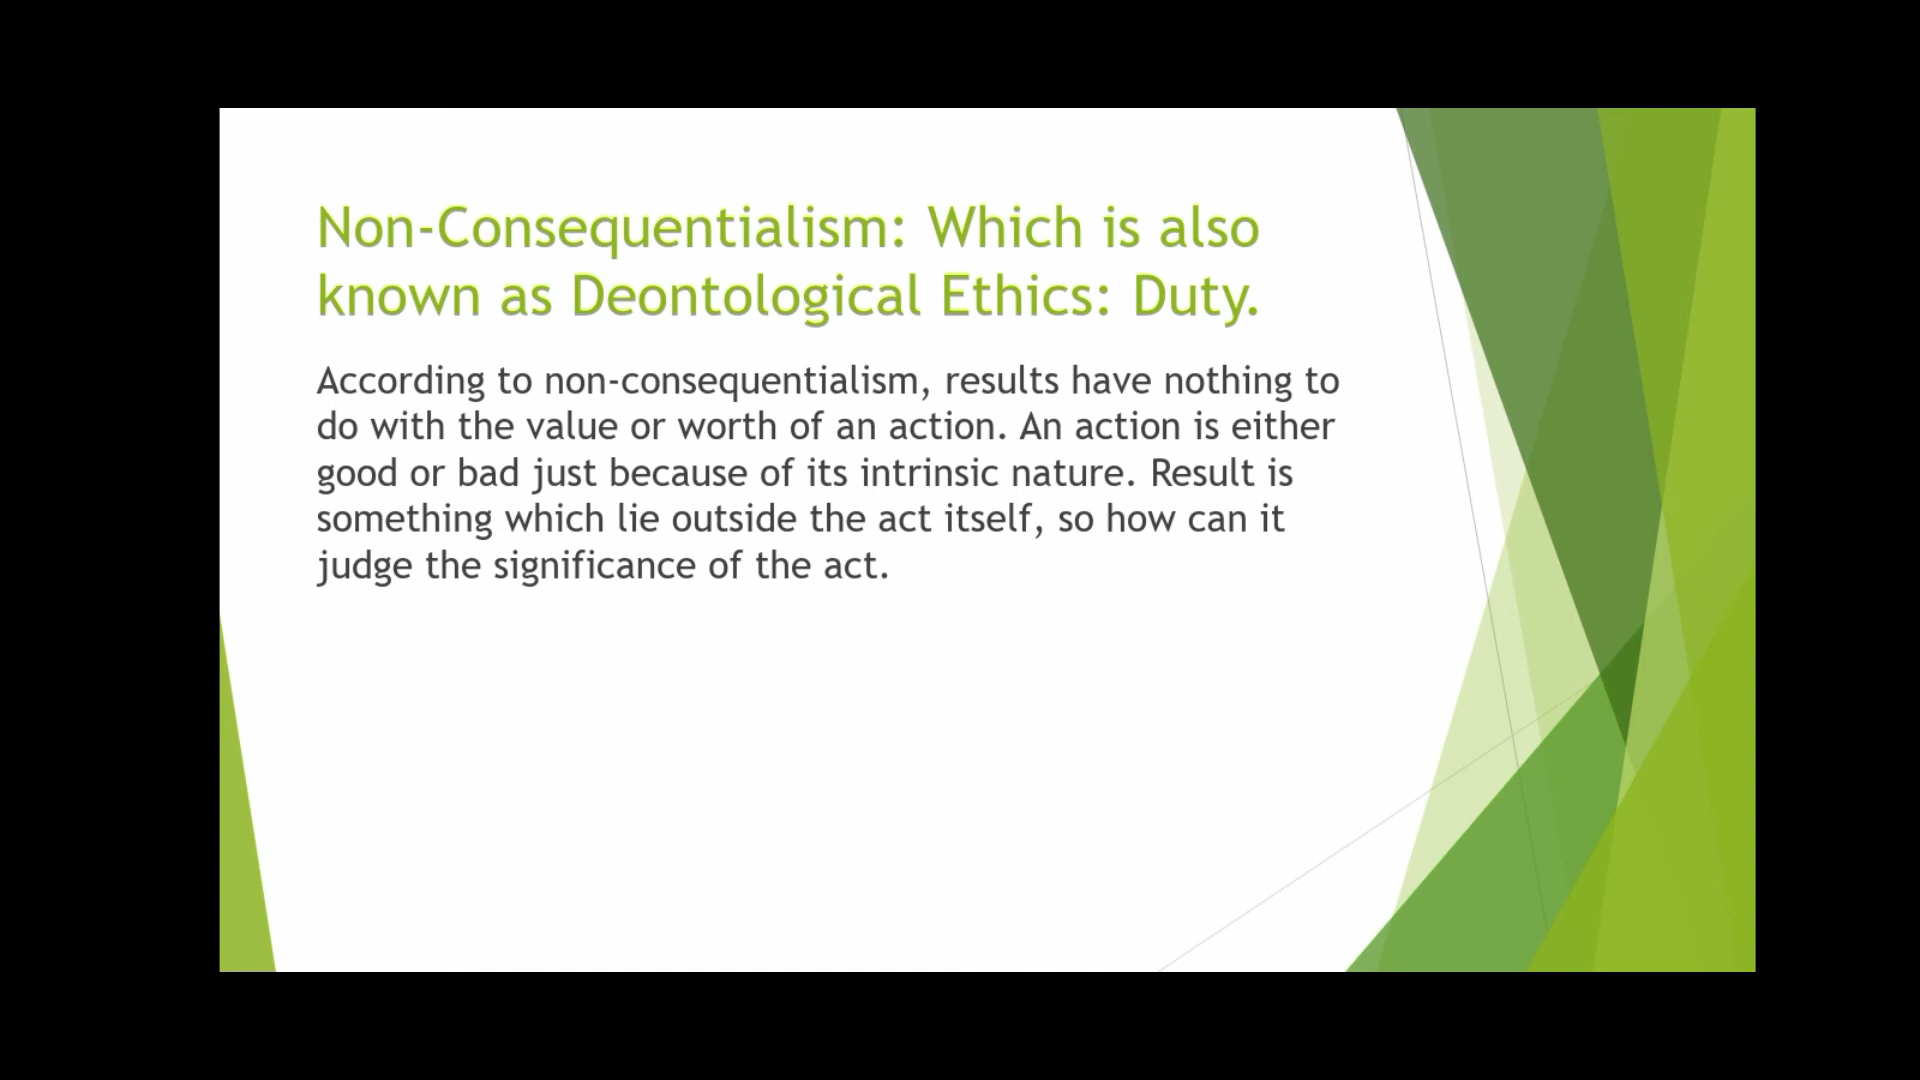 Non-Consequentialism: Which is also
known as Deontological Ethics: Duty.
According to non-consequentialism, results have nothing to
do with the value or worth of an action. An action is either
good or bad just because of its intrinsic nature. Result is
something which lie outside the act itself, so how can it
judge the significance of the act.